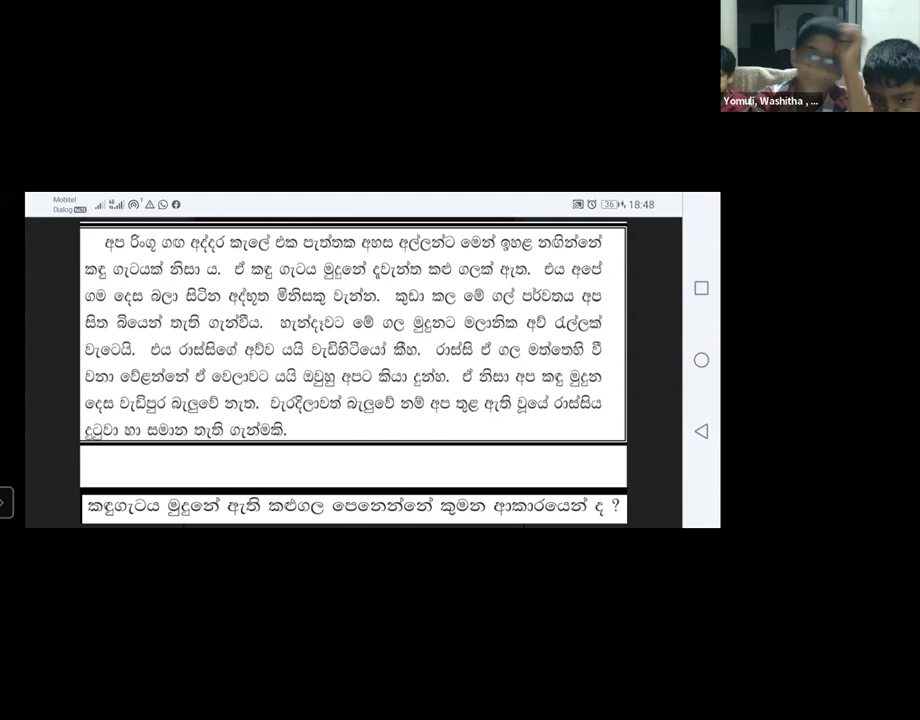 Yomuli, Washitha , ...
Mobitel
Dialog VoLTE
36 18:48
අප රිංගූ ගඟ අද්දර කැලේ එක පැත්තක අහස අල්ලන්ට මෙන් ඉහළ නඟින්නේ
කඳු ගැටයක් නිසා ය. ඒ කඳු ගැටය මුදුනේ දැවැන්ත කළු ගලක් ඇත. එය අපේ
ගම දෙස බලා සිටින අද්භූත මිනිසකු වැන්න. කුඩා කල මේ ගල් පර්වතය අප
සිත බියෙන් තැති ගැන්වීය. හැන්දෑවට මේ ගල මුදුනට මලානික අව් රැල්ලක්
වැටෙයි. එය රාස්සිගේ අව්ව යයි වැඩිහිටියෝ කීහ. රාස්සි ඒ ගල මත්තෙහි වී
වනා වේළන්නේ ඒ වෙලාවට යයි ඔවුහු අපට කියා දුන්හ. ඒ නිසා අප කඳු මුදුන
දෙස වැඩිපුර බැලුවේ නැත. වැරදිලාවත් බැලුවේ නම් අප තුළ ඇති වූයේ රාස්සිය
දුටුවා හා සමාන තැති ගැන්මකි.
කඳුගැටය මුදුනේ ඇති කළුගල පෙනෙන්නේ කුමන ආකාරයෙන් ද ?